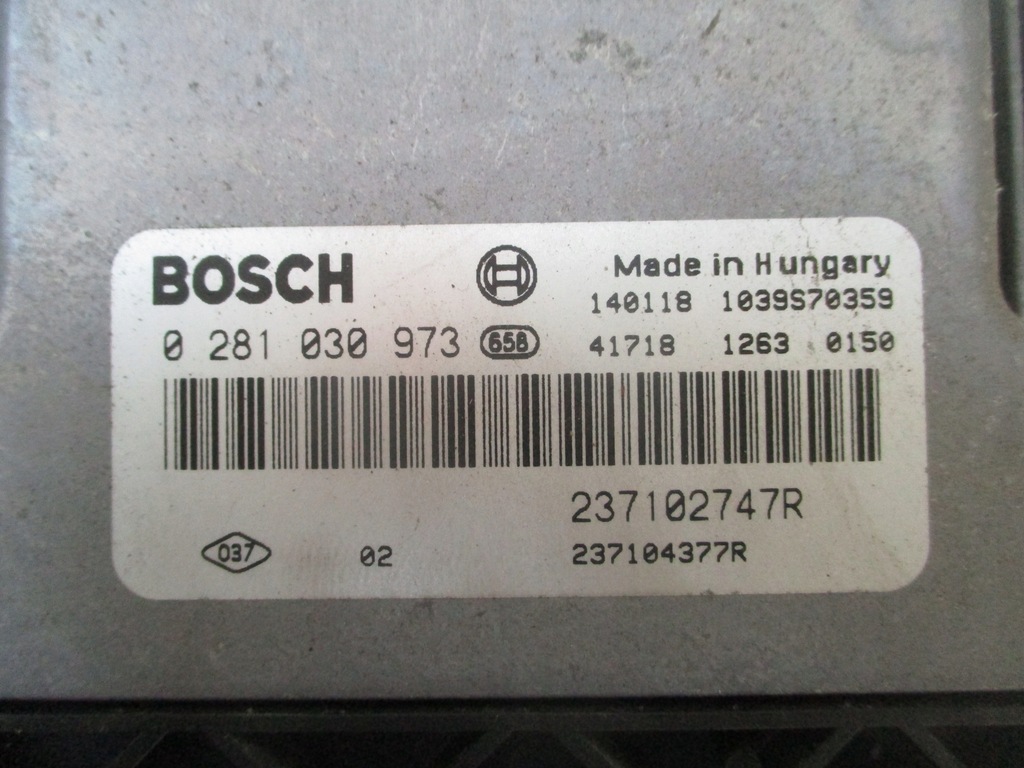 BOSCH
Made in Hungary
140118 1039S70359
0 281 030 973 658
41718 1263 0150
237102747R
037 02
237104377R